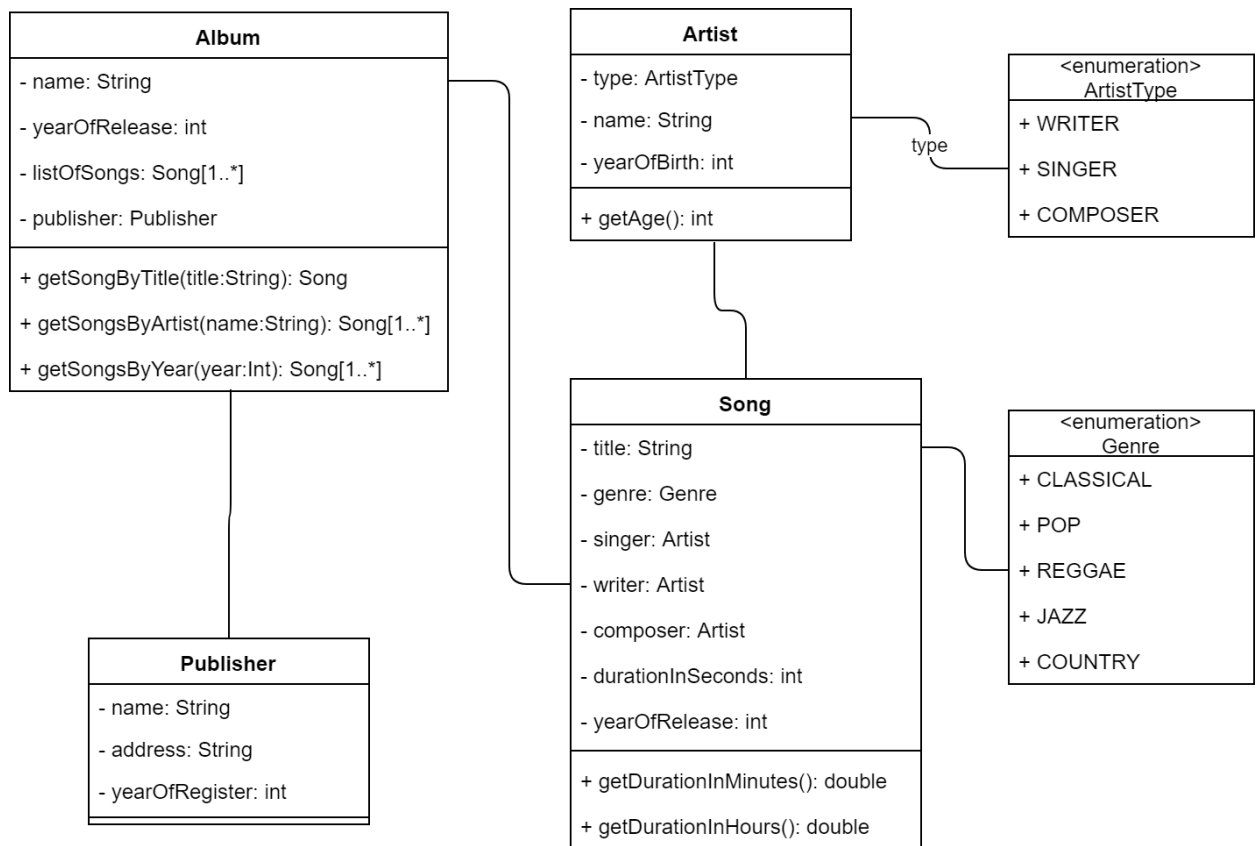 Album
- name: String
- yearOfRelease: int
- listOfSongs: Song[1..*]
- publisher: Publisher
+ getSongByTitle(title:String): Song
+ getSongsByArtist(name:String): Song[1..*]
+ getSongsByYear(year:Int): Song[1..*]
Artist
- type: ArtistType
- name: String
- yearOfBirth: int
+ getAge(): int
type
<enumeration>
ArtistType
+ WRITER
+ SINGER
+ COMPOSER
Song
- title: String
- genre: Genre
- singer: Artist
- writer: Artist
- composer: Artist
- durationInSeconds: int
- yearOfRelease: int
+ getDurationInMinutes(): double
+ getDurationInHours(): double
<enumeration>
Genre
+ CLASSICAL
+ POP
+ REGGAE
+ JAZZ
+ COUNTRY
Publisher
- name: String
- address: String
- yearOfRegister: int